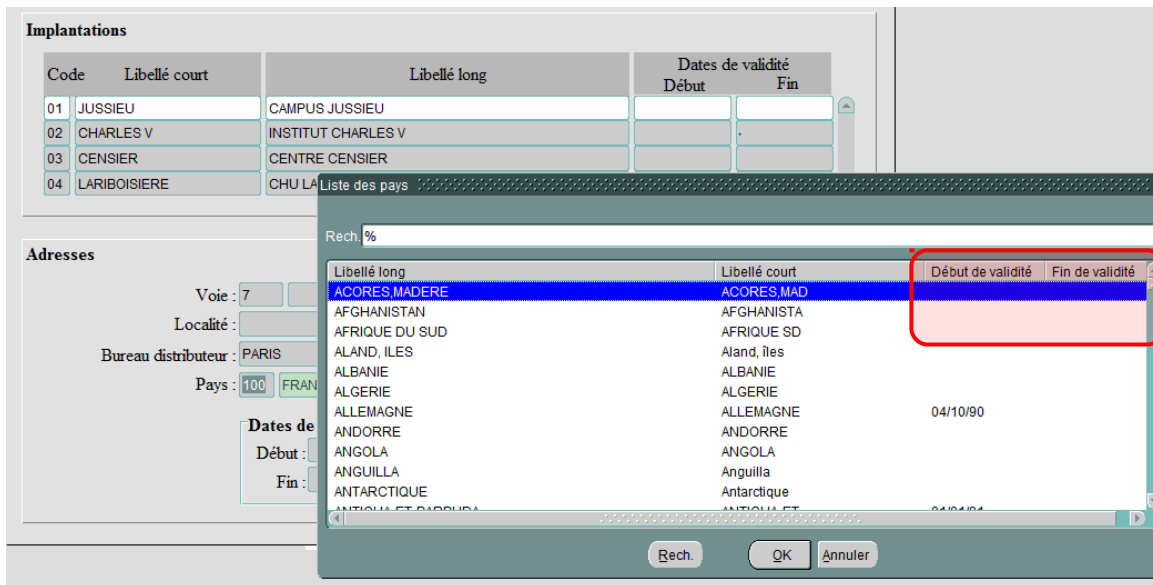 Implantations
Code Libellé court Libellé long Dates de validité
Début Fin
01 JUSSIEU CAMPUS JUSSIEU
02 CHARLES V INSTITUT CHARLES V
03 CENSIER CENTRE CENSIER
04 LARIBOISIERE CHU LA
Liste des pays
Rech. %
Libellé long Libellé court Début de validité Fin de validité
ACORES,MADERE ACORES,MAD
AFGHANISTAN AFGHANISTA
AFRIQUE DU SUD AFRIQUE SD
ALAND, ILES Aland, îles
ALBANIE ALBANIE
ALGERIE ALGERIE
ALLEMAGNE ALLEMAGNE 04/10/90
ANDORRE ANDORRE
ANGOLA ANGOLA
ANGUILLA Anguilla
ANTARCTIQUE Antarctique
Rech. OK Annuler
Adresses
Voie : 7
Localité :
Bureau distributeur : PARIS
Pays : 100 FRAN
Dates de
Début :
Fin :